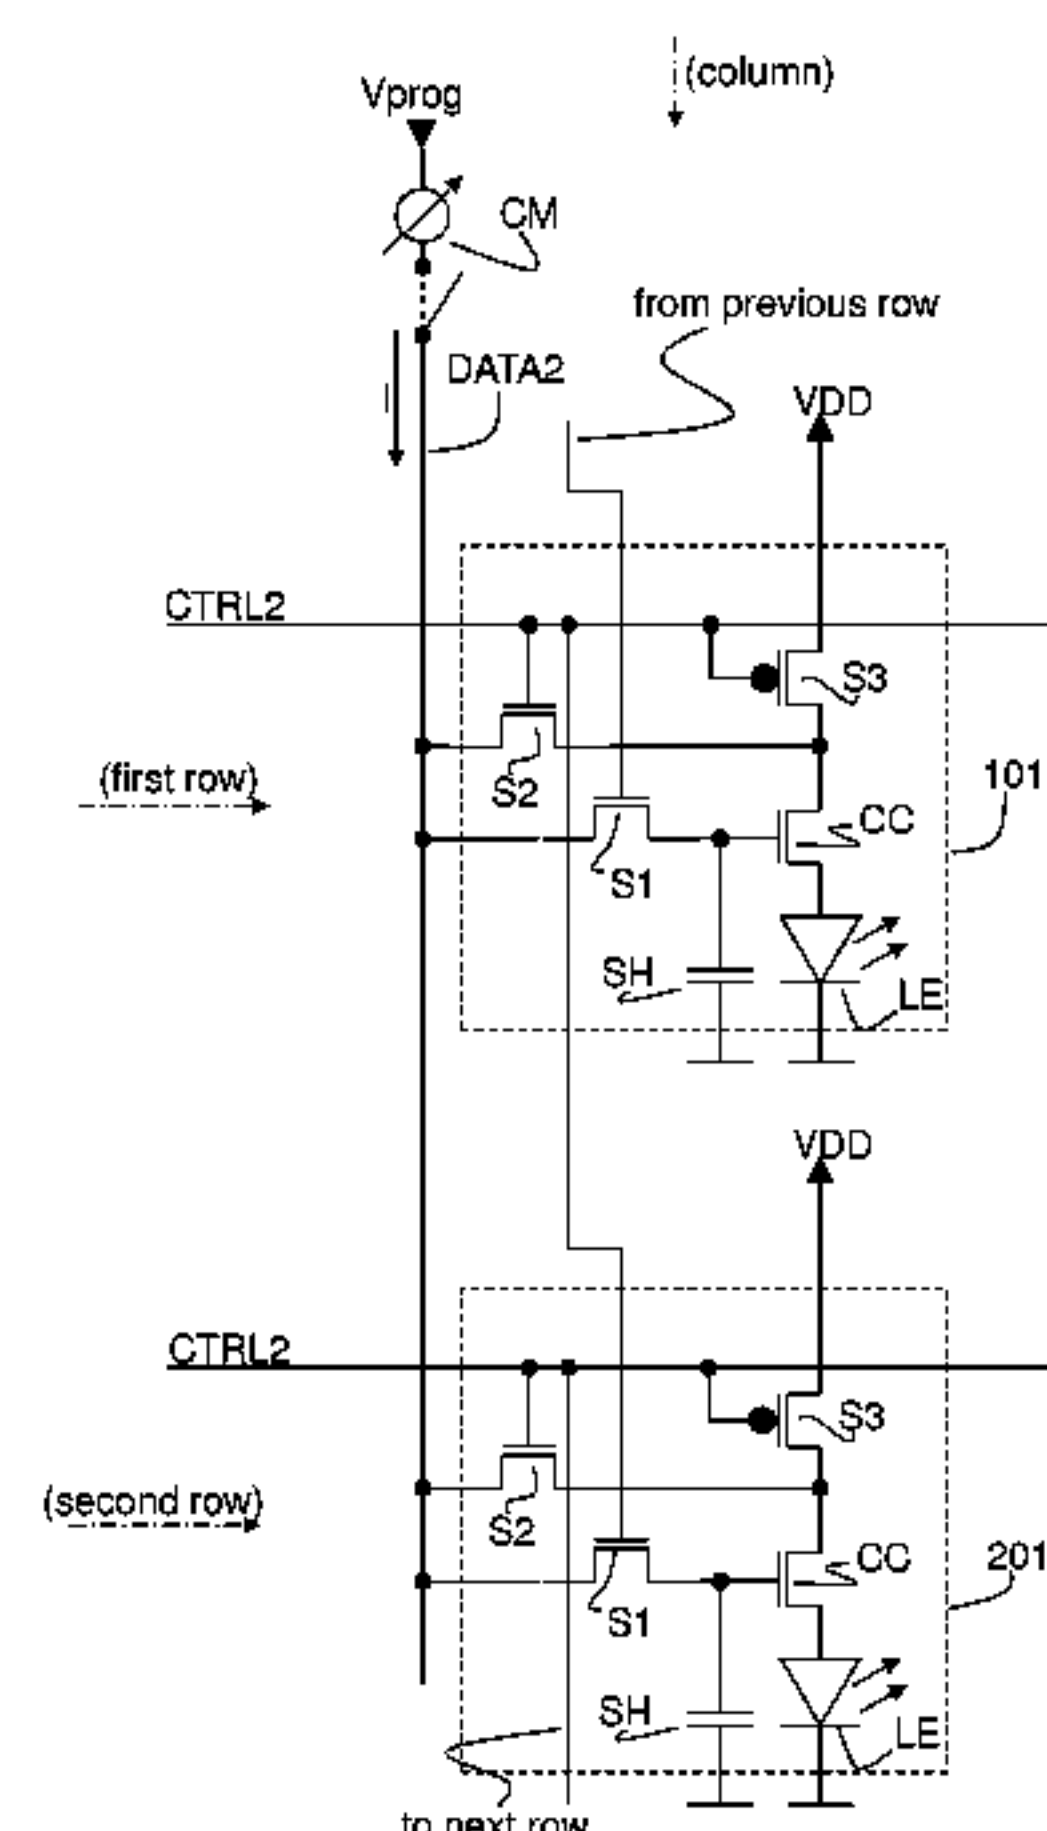 (column)
Vprog
CM
from previous row
DATA2
I
VDD
CTRL2
S3
(first row)
S2
101
CC
S1
SH
LE
VDD
CTRL2
S3
(second row)
S2
CC
201
S1
SH
LE
to next row